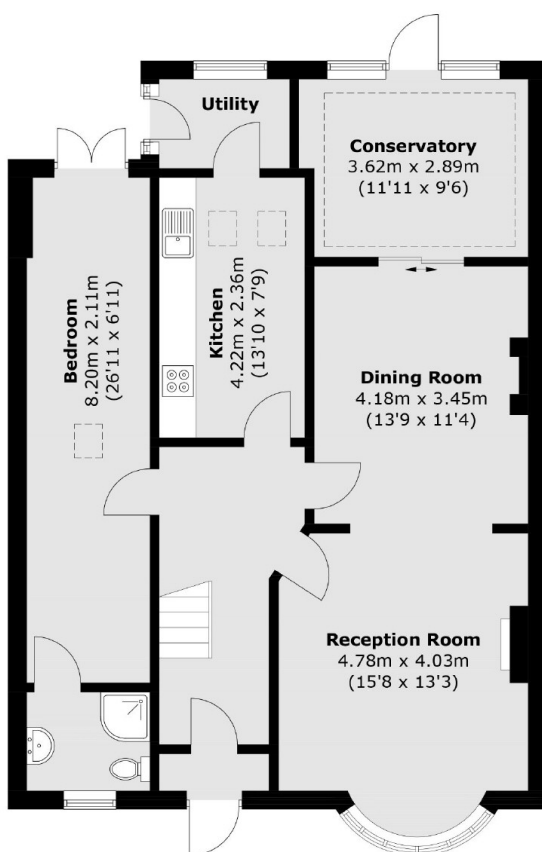 Utility
Conservatory
3.62m x 2.89m
(11'11 x 9'6)
Bedroom
8.20m x 2.11m
(26'11 x 6'11)
Kitchen
4.22m x 2.36m
(13'10 x 7'9)
Dining Room
4.18m x 3.45m
(13'9 x 11'4)
Reception Room
4.78m x 4.03m
(15'8 x 13'3)